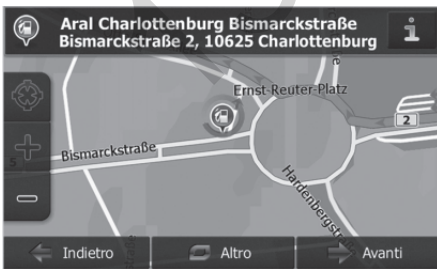 Aral Charlottenburg Bismarckstraße
Bismarckstraße 2, 10625 Charlottenburg
i
Ernst-Reuter-Platz
2
Bismarckstraße
Hardenbergstraße
Indietro
Altro
Avanti